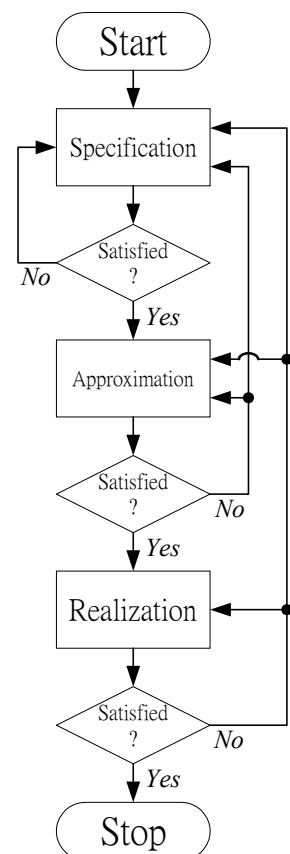 Start
Specification
Satisfied
?
No
Yes
Approximation
Satisfied
?
No
Yes
Realization
Satisfied
?
No
Yes
Stop